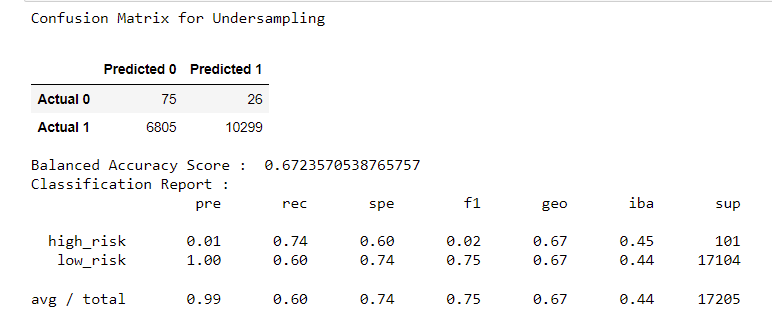 Confusion Matrix for Undersampling
Predicted 0 Predicted 1
Actual 0 75 26
Actual 1 6805 10299
Balanced Accuracy Score : 0.6723570538765757
Classification Report :
pre rec spe f1 geo iba sup
high_risk 0.01 0.74 0.60 0.02 0.67 0.45 101
low_risk 1.00 0.60 0.74 0.75 0.67 0.44 17104
avg / total 0.99 0.60 0.74 0.75 0.67 0.44 17205